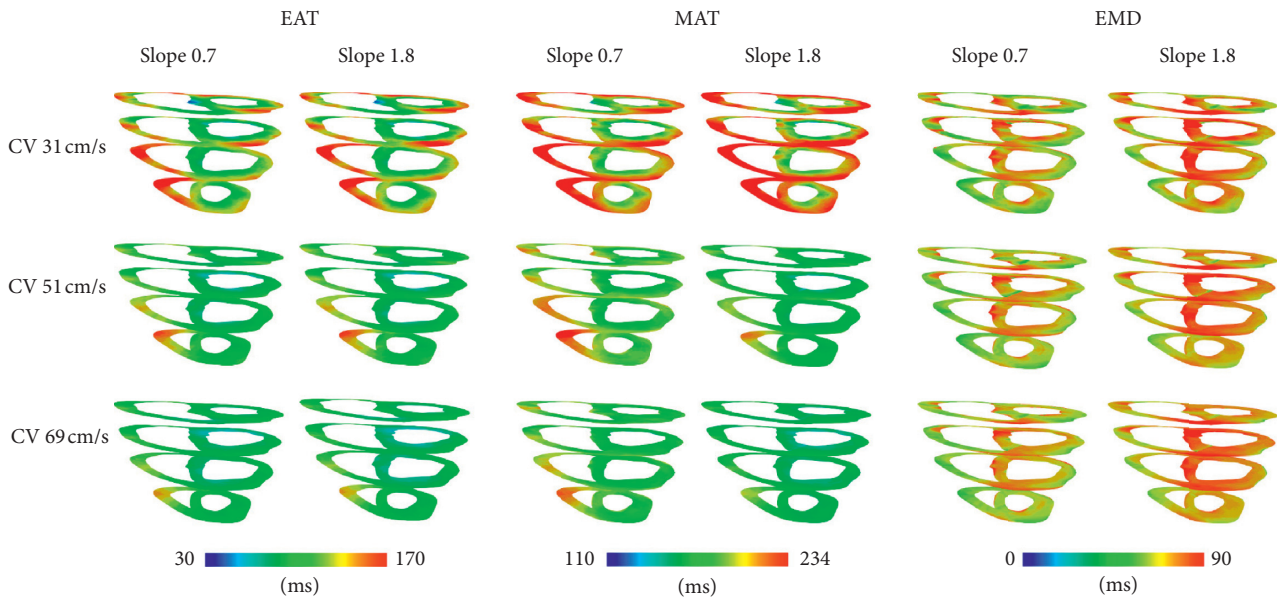 EAT MAT EMD
Slope 0.7 Slope 1.8 Slope 0.7 Slope 1.8 Slope 0.7 Slope 1.8
CV 31 cm/s
CV 51 cm/s
CV 69 cm/s
30 170 110 234 0 90
(ms) (ms) (ms)